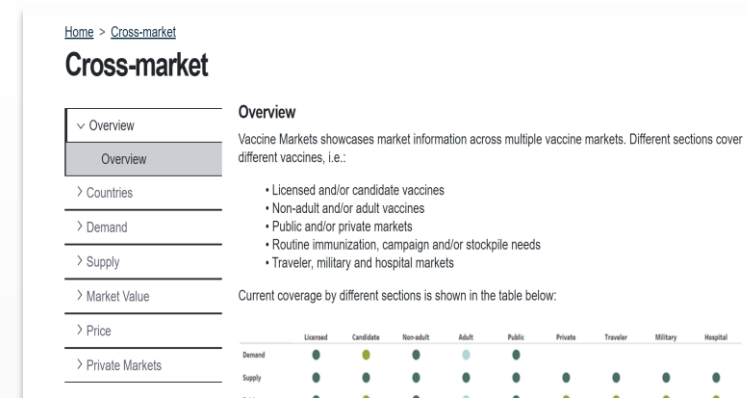 Home > Cross-market
Cross-market
Overview
Overview
Countries
Demand
Supply
Market Value
Price
Private Markets
Overview
Vaccine Markets showcases market information across multiple vaccine markets. Different sections cover
different vaccines, i.e.:
• Licensed and/or candidate vaccines
• Non-adult and/or adult vaccines
• Public and/or private markets
• Routine immunization, campaign and/or stockpile needs
• Traveler, military and hospital markets
Current coverage by different sections is shown in the table below:
Licensed Candidate Non-adult Adult Public Private Traveler Military Hospital
Demand
Supply